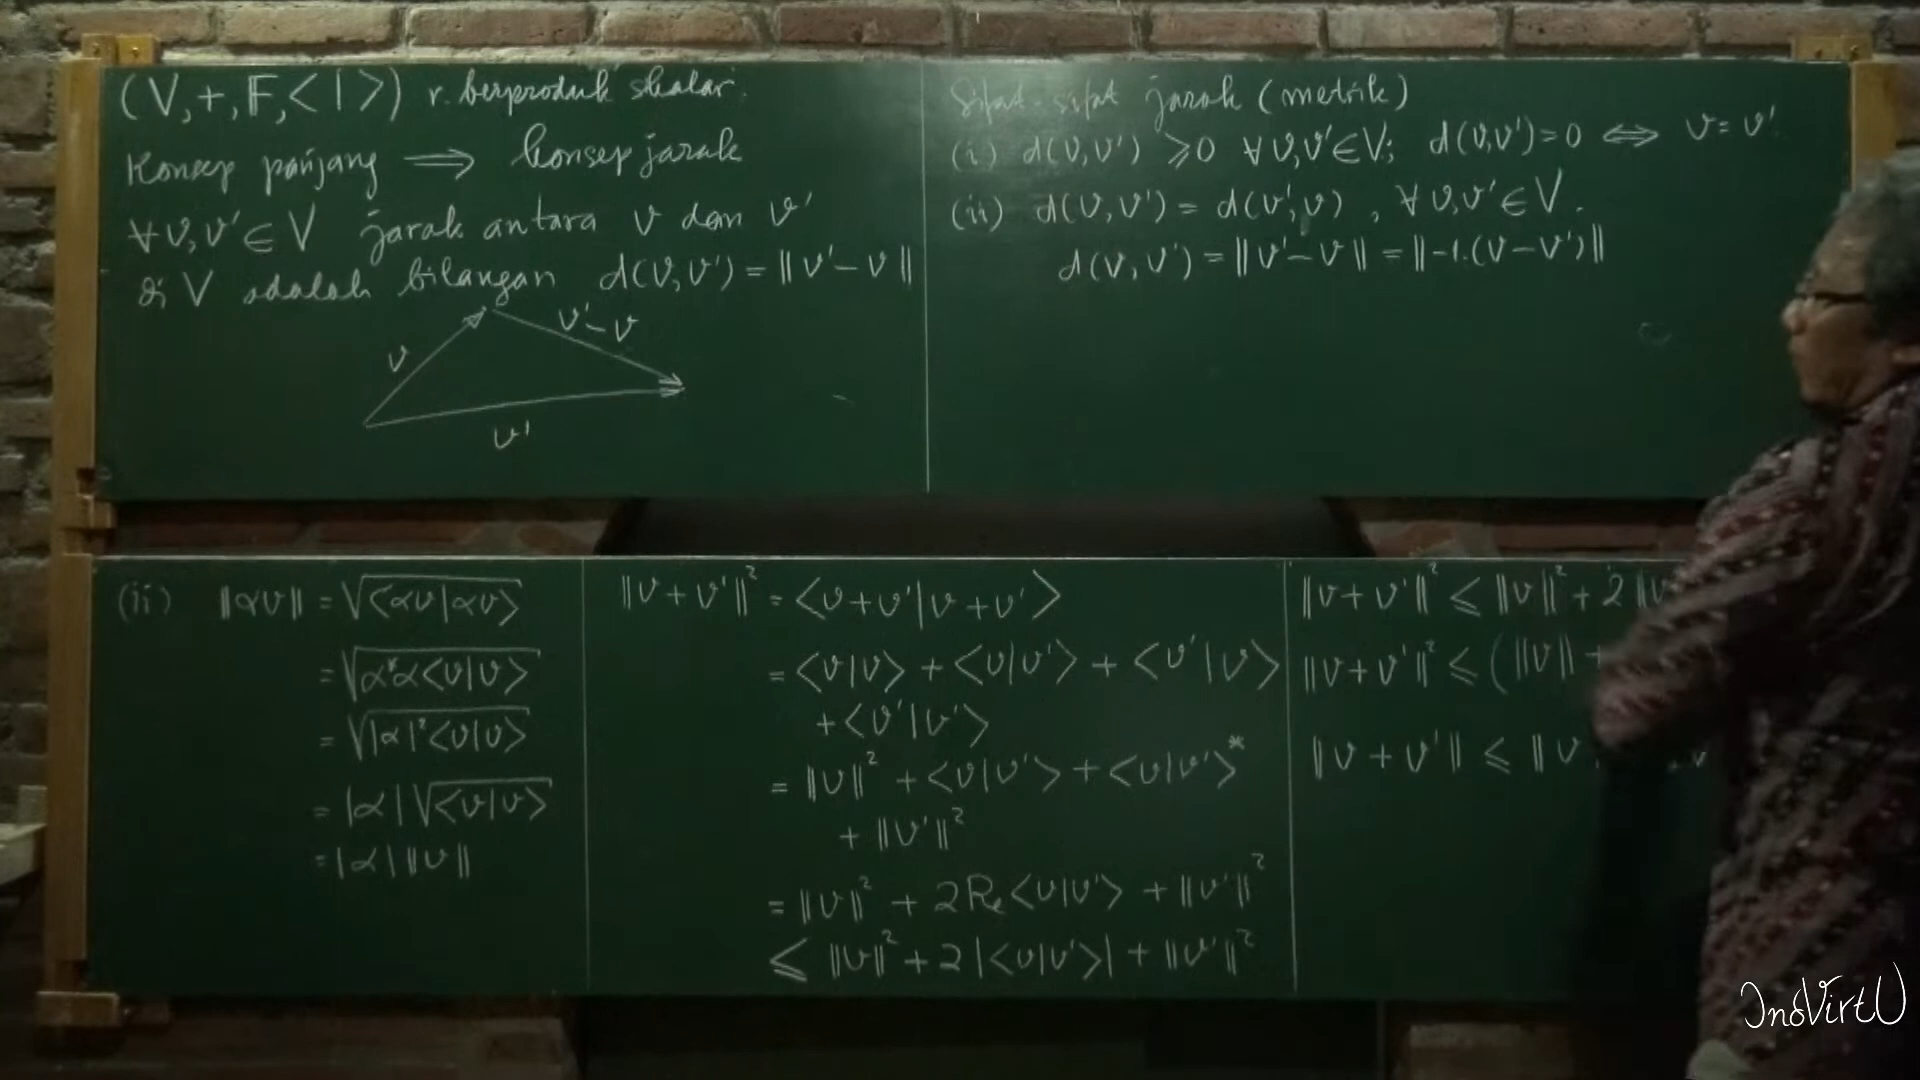 (V,+,F,< | >) r. berproduk skalar.
Konsep panjang ⟹ konsep jarak
∀ v,v' ∈ V jarak antara v dan v'
di V adalah bilangan d(v,v') = ‖v'−v‖
v
v'−v
v'
Sifat-sifat jarak (metrik)
(i) d(v,v') ⩾ 0 ∀ v,v' ∈ V; d(v,v') = 0 ⟺ v = v'.
(ii) d(v,v') = d(v',v), ∀ v,v' ∈ V.
d(v,v') = ‖v'−v‖ = ‖−1.(v−v')‖
(ii) ‖αv‖ = √<αv|αv>
= √α*α<v|v>
= √|α|²<v|v>
= |α|√<v|v>
= |α|‖v‖
‖v+v'‖² = <v+v'|v+v'>
= <v|v> + <v|v'> + <v'|v>
+ <v'|v'>
= ‖v‖² + <v|v'> + <v|v'>*
+ ‖v'‖²
= ‖v‖² + 2Re<v|v'> + ‖v'‖²
⩽ ‖v‖² + 2|<v|v'>| + ‖v'‖²
‖v+v'‖² ⩽ ‖v‖² + 2‖v
‖v+v'‖² ⩽ (‖v‖ +
‖v+v'‖ ⩽ ‖v
InoVirtU